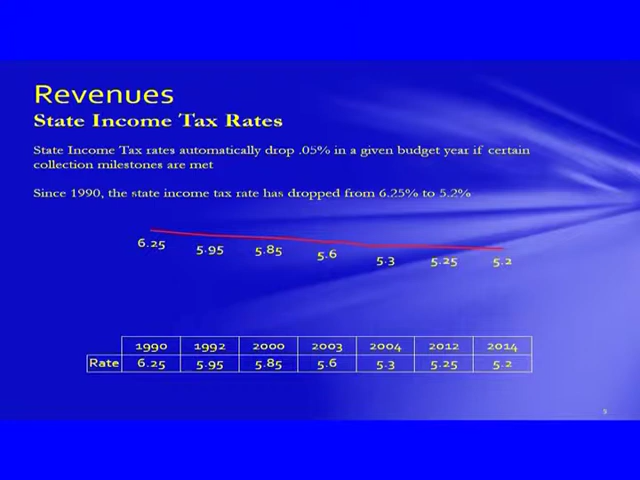 Revenues
State Income Tax Rates
State Income Tax rates automatically drop .05% in a given budget year if certain
collection milestones are met
Since 1990, the state income tax rate has dropped from 6.25% to 5.2%
6.25 5.95 5.85 5.6 5.3 5.25 5.2
1990 1992 2000 2003 2004 2012 2014
Rate 6.25 5.95 5.85 5.6 5.3 5.25 5.2